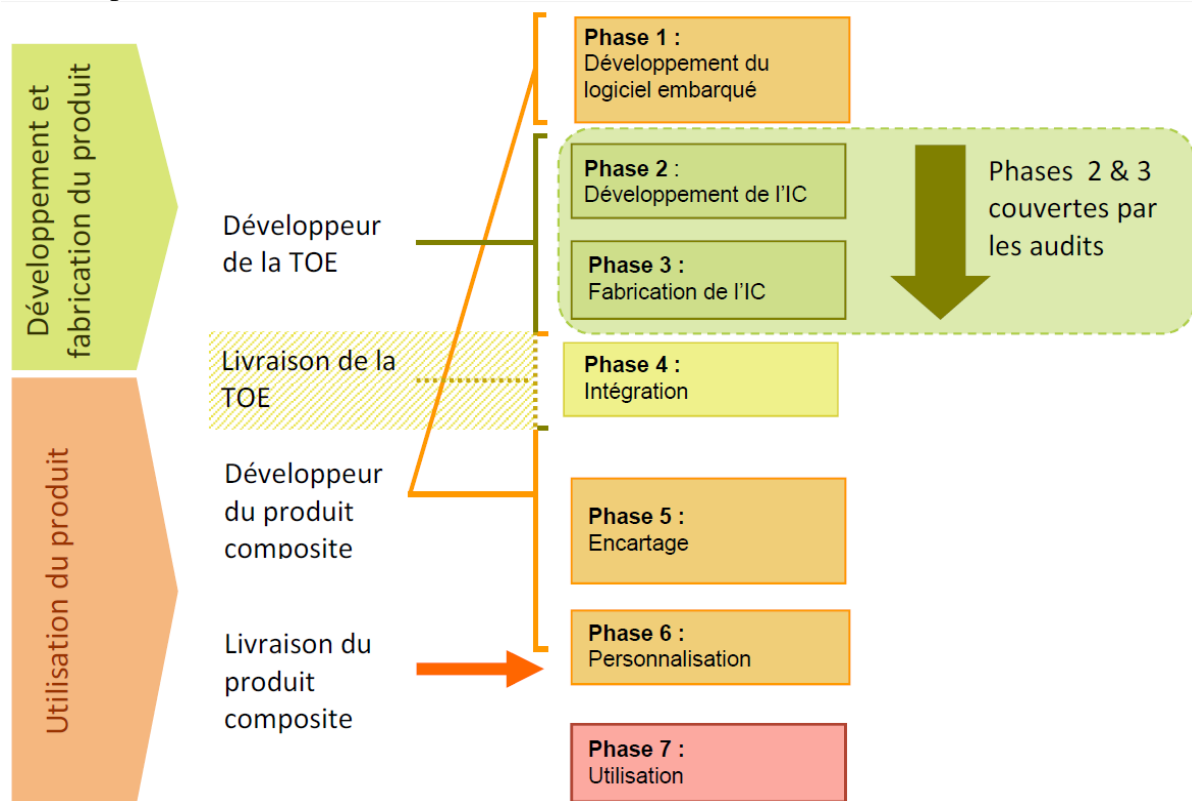 Développement et
fabrication du produit
Utilisation du produit
Développeur
de la TOE
Livraison de la
TOE
Développeur
du produit
composite
Livraison du
produit
composite
Phase 1 :
Développement du
logiciel embarqué
Phase 2 :
Développement de l'IC
Phase 3 :
Fabrication de l'IC
Phase 4 :
Intégration
Phase 5 :
Encartage
Phase 6 :
Personnalisation
Phase 7 :
Utilisation
Phases 2 & 3
couvertes par
les audits